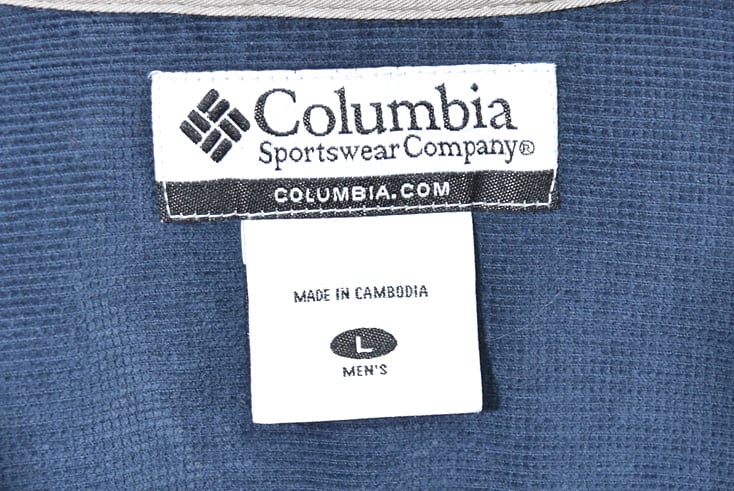 Columbia
Sportswear Company®
COLUMBIA.COM
MADE IN CAMBODIA
L
MEN'S